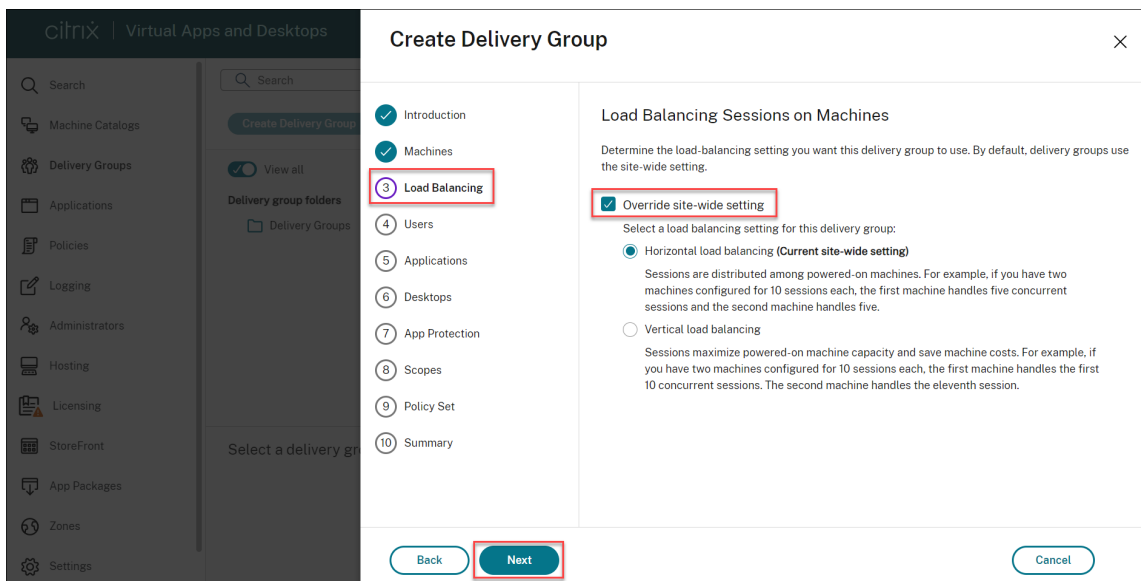 citrix | Virtual Apps and Desktops
Search
Machine Catalogs
Delivery Groups
Applications
Policies
Logging
Administrators
Hosting
Licensing
StoreFront
App Packages
Zones
Settings
Search
Create Delivery Group
View all
Delivery group folders
Delivery Groups
Select a delivery gr
Create Delivery Group
Introduction
Machines
3 Load Balancing
4 Users
5 Applications
6 Desktops
7 App Protection
8 Scopes
9 Policy Set
10 Summary
Load Balancing Sessions on Machines
Determine the load-balancing setting you want this delivery group to use. By default, delivery groups use
the site-wide setting.
Override site-wide setting
Select a load balancing setting for this delivery group:
Horizontal load balancing (Current site-wide setting)
Sessions are distributed among powered-on machines. For example, if you have two
machines configured for 10 sessions each, the first machine handles five concurrent
sessions and the second machine handles five.
Vertical load balancing
Sessions maximize powered-on machine capacity and save machine costs. For example, if
you have two machines configured for 10 sessions each, the first machine handles the first
10 concurrent sessions. The second machine handles the eleventh session.
Back
Next
Cancel